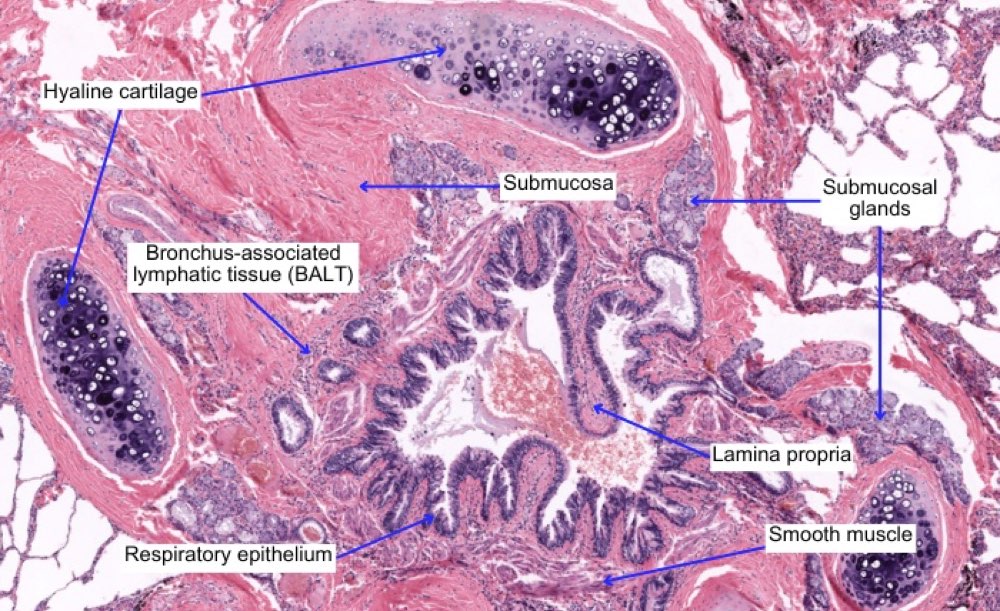 Hyaline cartilage
Submucosa
Submucosal
glands
Bronchus-associated
lymphatic tissue (BALT)
Lamina propria
Smooth muscle
Respiratory epithelium